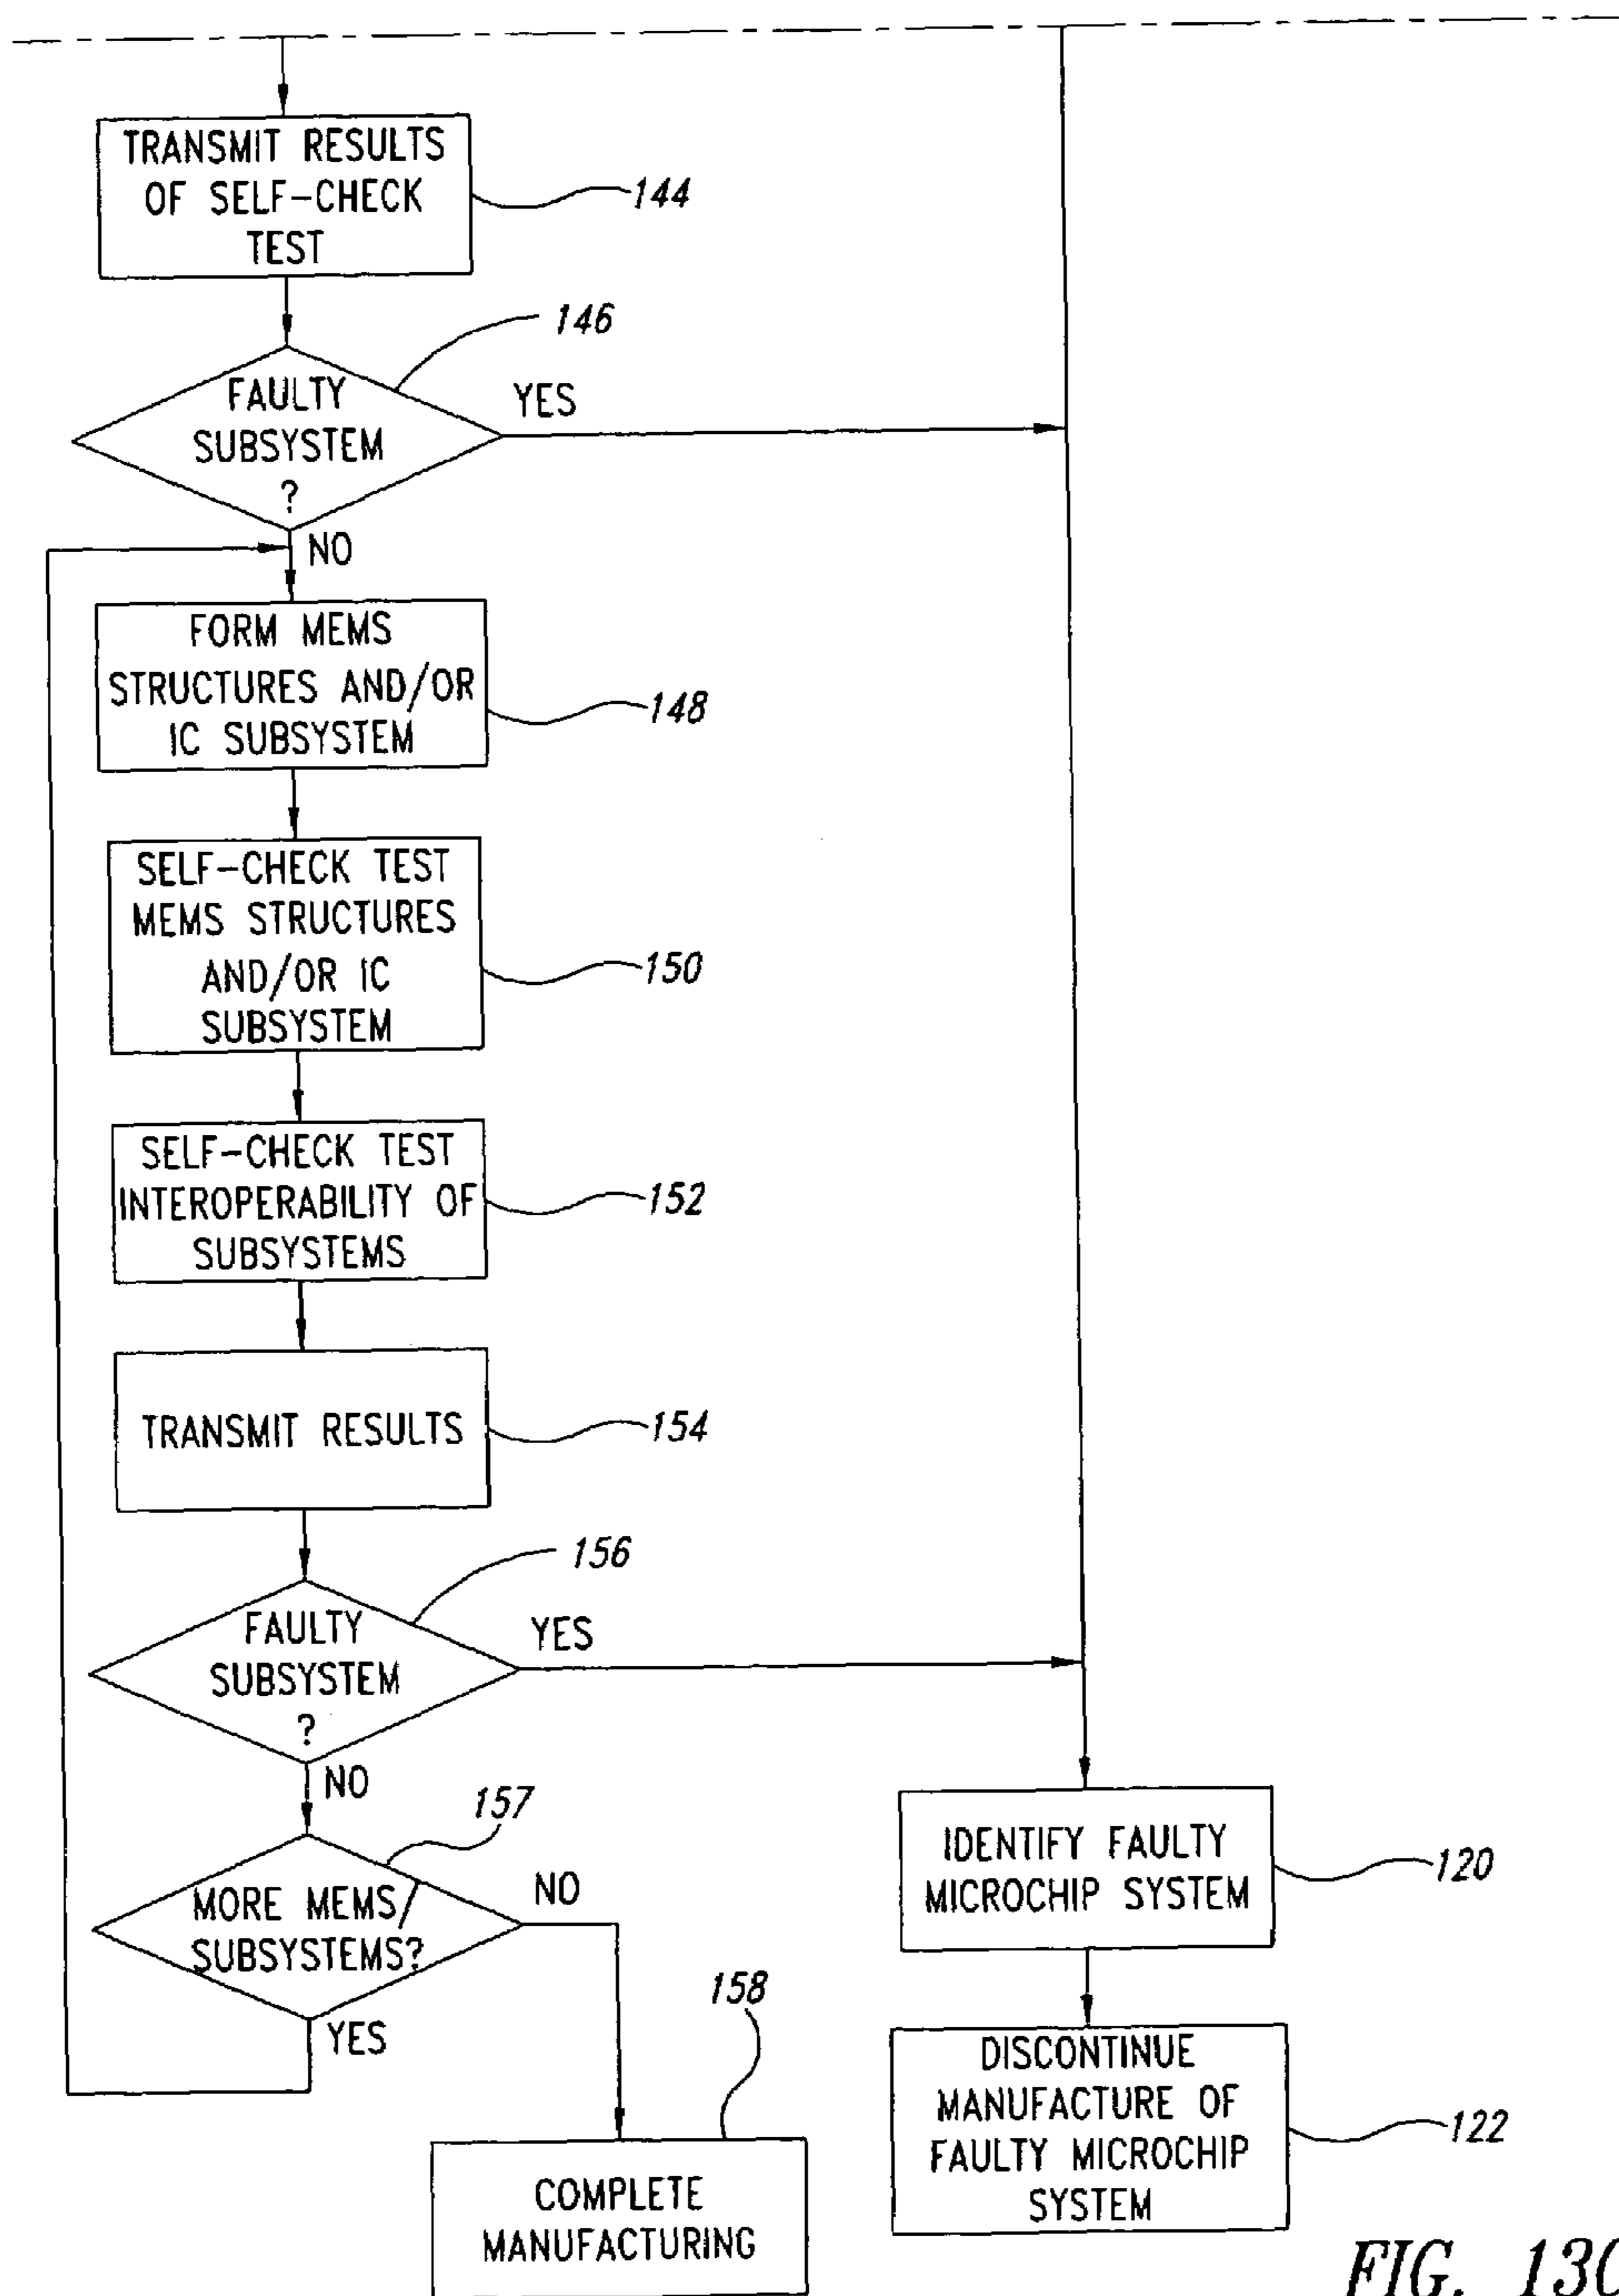 TRANSMIT RESULTS
OF SELF-CHECK
TEST
144
146
FAULTY
SUBSYSTEM
?
YES
NO
FORM MEMS
STRUCTURES AND/OR
IC SUBSYSTEM
148
SELF-CHECK TEST
MEMS STRUCTURES
AND/OR IC
SUBSYSTEM
150
SELF-CHECK TEST
INTEROPERABILITY OF
SUBSYSTEMS
152
TRANSMIT RESULTS
154
156
FAULTY
SUBSYSTEM
?
YES
NO
157
MORE MEMS/
SUBSYSTEMS?
NO
YES
158
COMPLETE
MANUFACTURING
IDENTIFY FAULTY
MICROCHIP SYSTEM
120
DISCONTINUE
MANUFACTURE OF
FAULTY MICROCHIP
SYSTEM
122
FIG. 13C